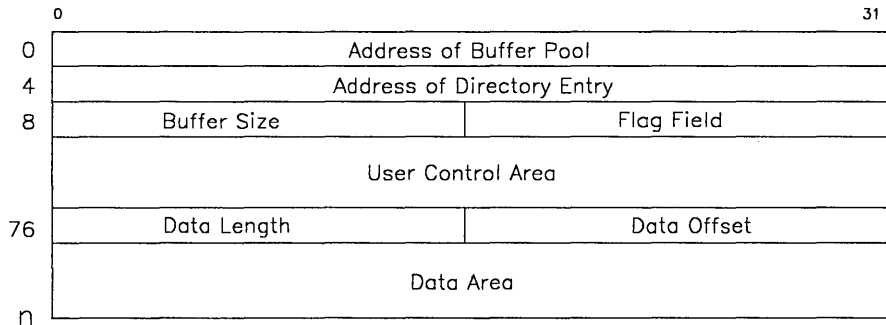 0 31
0 Address of Buffer Pool
4 Address of Directory Entry
8 Buffer Size Flag Field
User Control Area
76 Data Length Data Offset
Data Area
n